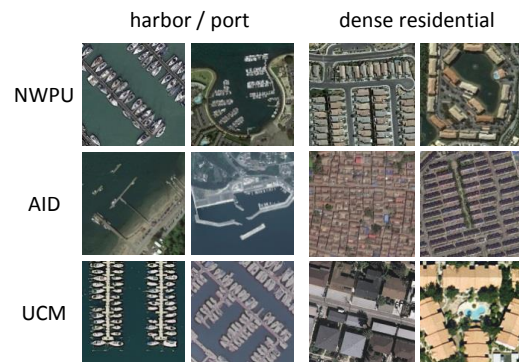 harbor / port dense residential
NWPU
AID
UCM